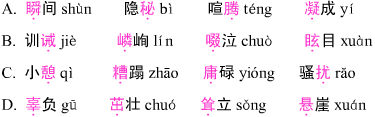 A. 瞬间 shùn 隐秘 bì 喧腾 téng 凝成 yí
B. 训诫 jiè 嶙峋 lín 啜泣 chuò 眩目 xuàn
C. 小憩 qì 糟蹋 zhāo 庸碌 yióng 骚扰 rǎo
D. 辜负 gū 茁壮 chuó 耸立 sǒng 悬崖 xuán